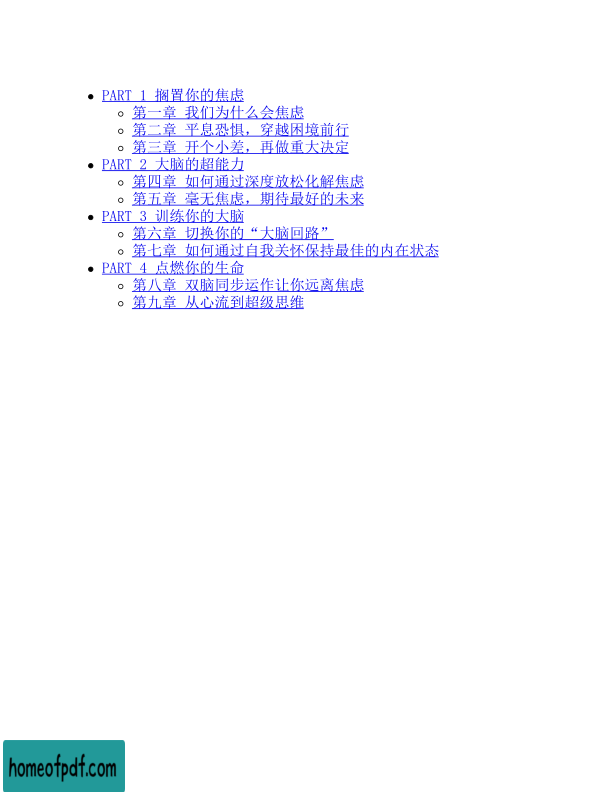 PART 1 搁置你的焦虑
第一章 我们为什么会焦虑
第二章 平息恐惧，穿越困境前行
第三章 开个小差，再做重大决定
PART 2 大脑的超能力
第四章 如何通过深度放松化解焦虑
第五章 毫无焦虑，期待最好的未来
PART 3 训练你的大脑
第六章 切换你的“大脑回路”
第七章 如何通过自我关怀保持最佳的内在状态
PART 4 点燃你的生命
第八章 双脑同步运作让你远离焦虑
第九章 从心流到超级思维
homeofpdf.com